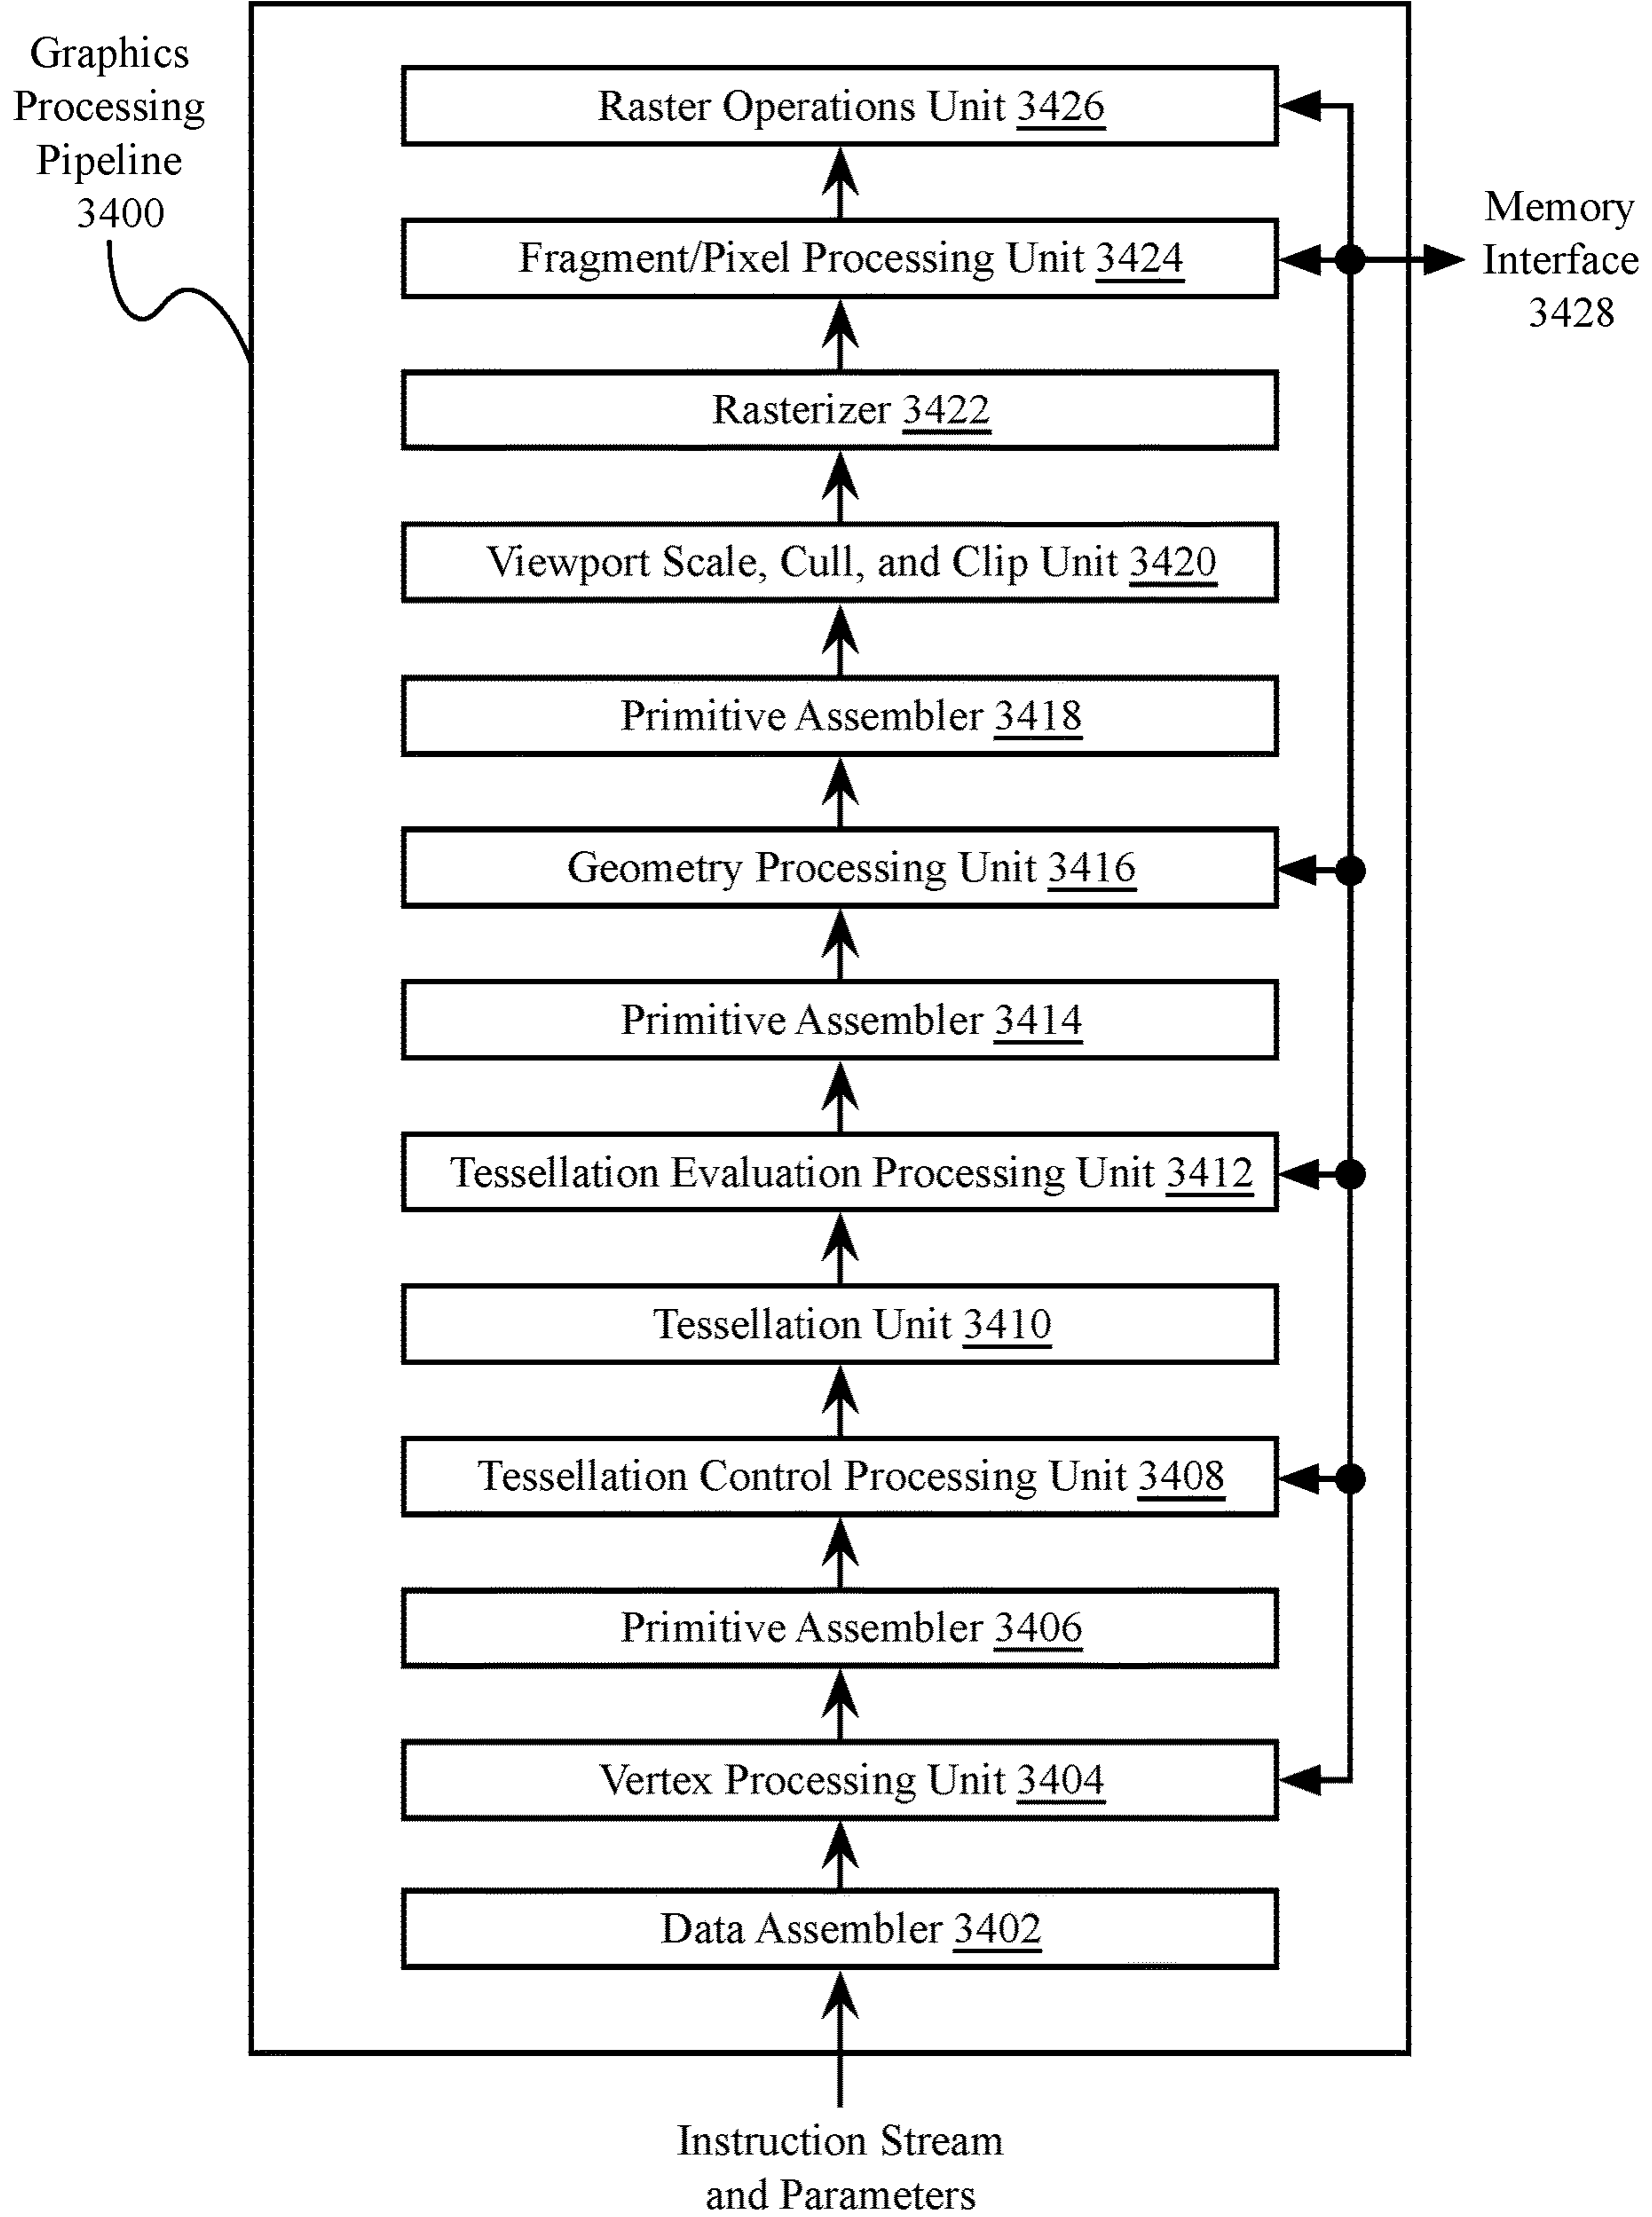 Graphics
Processing
Pipeline
3400
Raster Operations Unit 3426
Fragment/Pixel Processing Unit 3424
Memory
Interface
3428
Rasterizer 3422
Viewport Scale, Cull, and Clip Unit 3420
Primitive Assembler 3418
Geometry Processing Unit 3416
Primitive Assembler 3414
Tessellation Evaluation Processing Unit 3412
Tessellation Unit 3410
Tessellation Control Processing Unit 3408
Primitive Assembler 3406
Vertex Processing Unit 3404
Data Assembler 3402
Instruction Stream
and Parameters